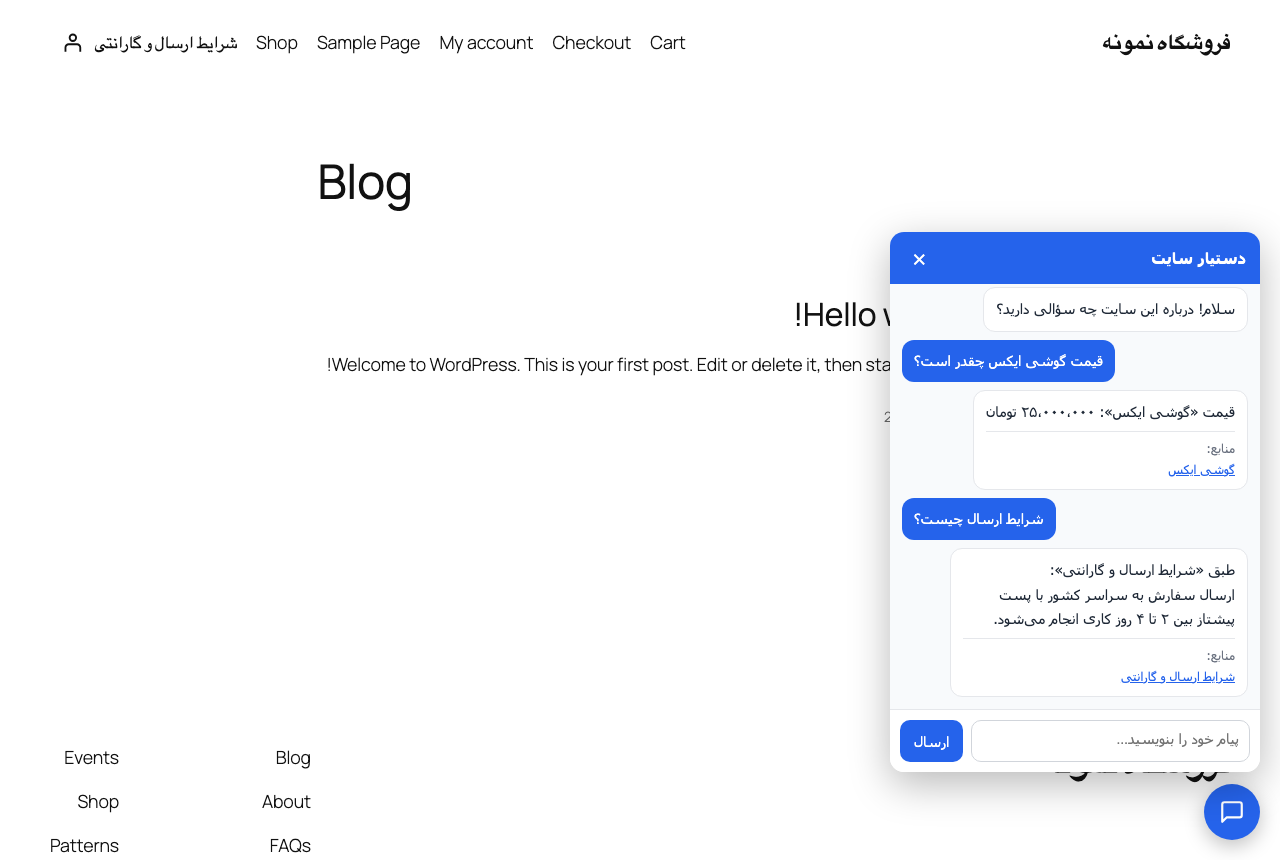 فروشگاه نمونه
شرایط ارسال و گارانتی Shop Sample Page My account Checkout Cart
Blog
!Hello
!Welcome to WordPress. This is your first post. Edit or delete it, then
دستیار سایت
×
سلام! درباره این سایت چه سؤالی دارید؟
قیمت گوشی ایکس چقدر است؟
قیمت «گوشی ایکس»: ۲۵،۰۰۰،۰۰۰ تومان
منابع:
گوشی ایکس
شرایط ارسال چیست؟
طبق «شرایط ارسال و گارانتی»:
ارسال سفارش به سراسر کشور با پست
پیشتاز بین ۲ تا ۴ روز کاری انجام می‌شود.
منابع:
شرایط ارسال و گارانتی
پیام خود را بنویسید...
ارسال
Blog
About
FAQs
Events
Shop
Patterns